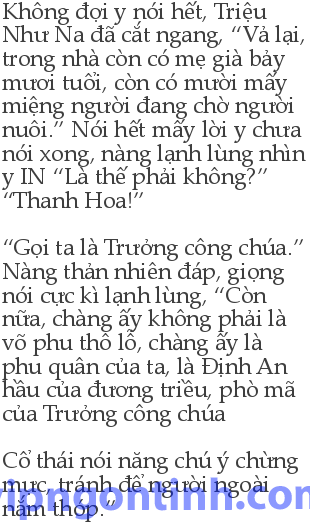 Không đợi y nói hết, Triệu
Như Na đã cắt ngang, “Vả lại,
trong nhà còn có mẹ già bảy
mươi tuổi, còn có mười mấy
miệng người đang chờ người
nuôi.” Nói hết mấy lời y chưa
nói xong, nàng lạnh lùng nhìn
y IN “Là thế phải không?”
“Thanh Hoa!”
“Gọi ta là Trưởng công chúa.”
Nàng thản nhiên đáp, giọng
nói cực kì lạnh lùng, “Còn
nữa, chàng ấy không phải là
võ phu thô lỗ, chàng ấy là
phu quân của ta, là Định An
hầu của đương triều, phò mã
của Trưởng công chúa
Cổ thái nói năng chú ý chừng
mực, tránh để người ngoài
nắm thóp.”
vipngontinh.com